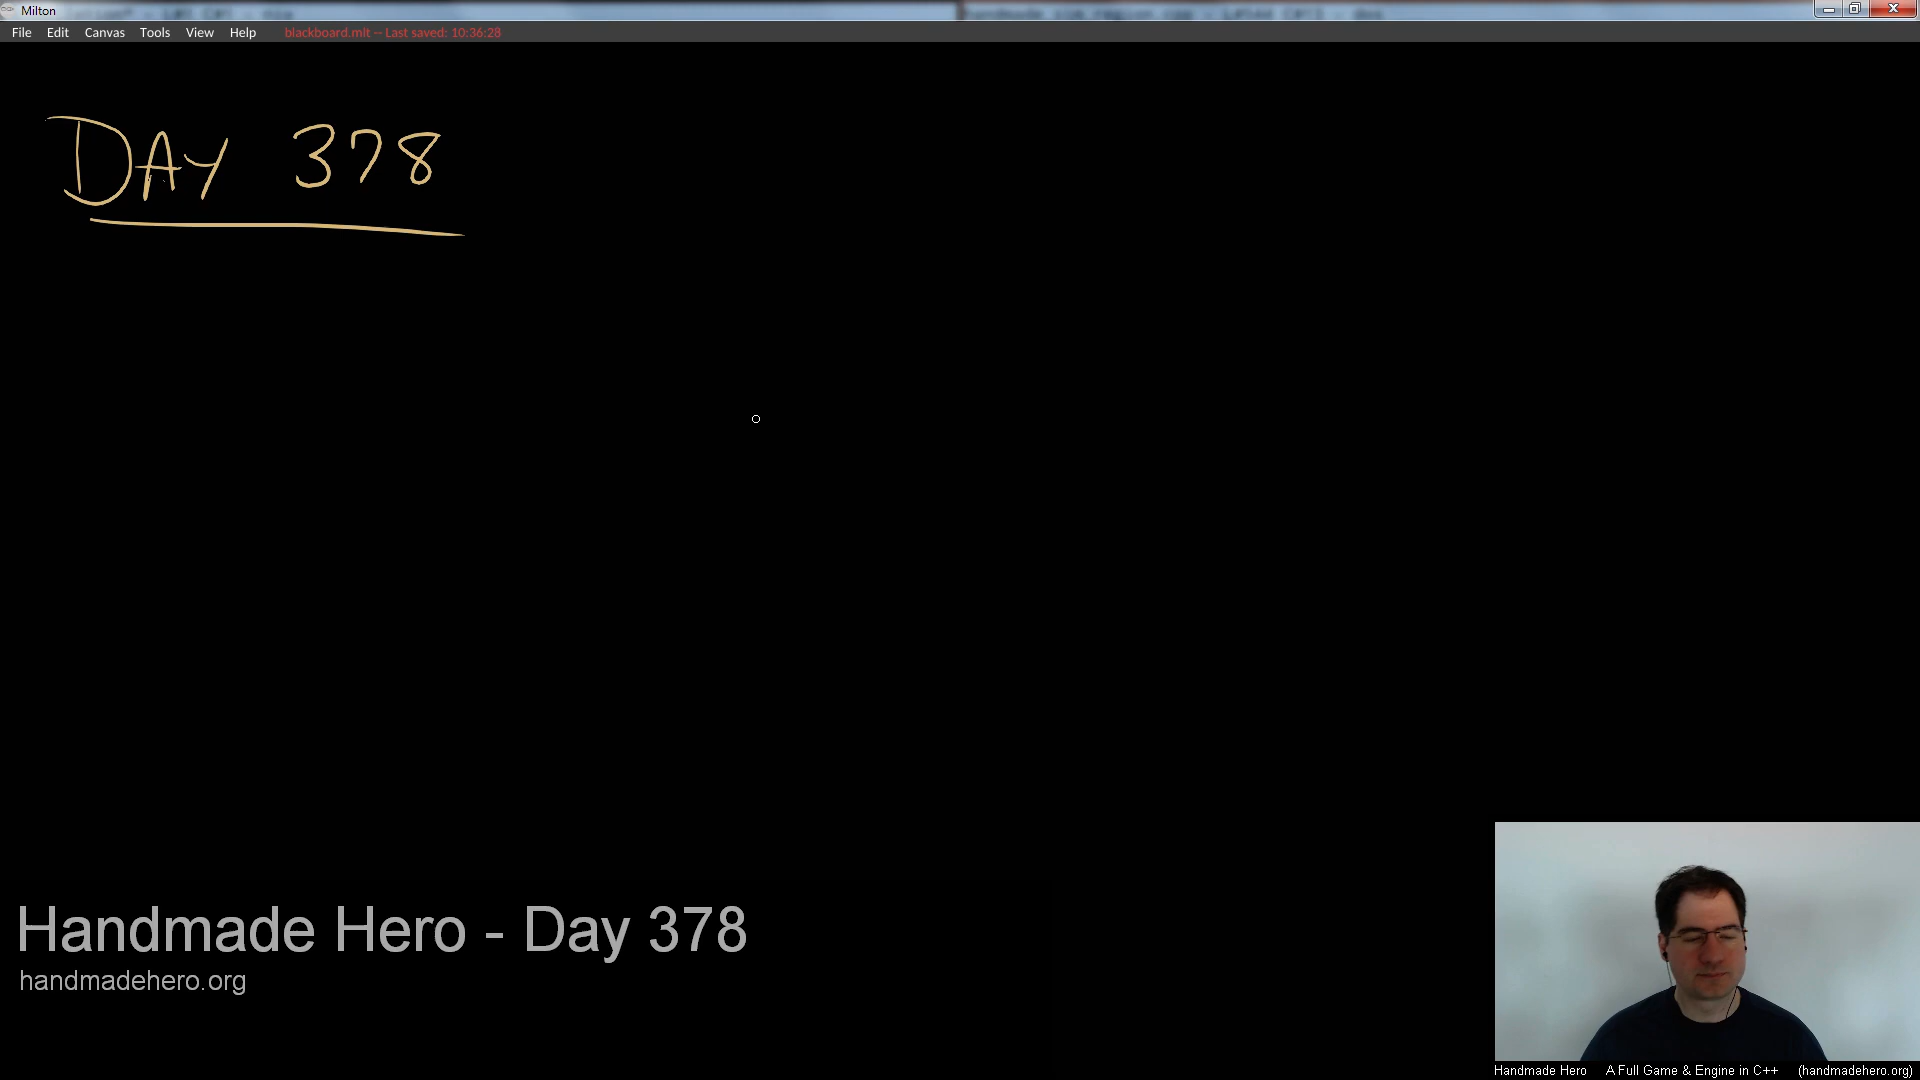 Milton
File Edit Canvas Tools View Help blackboard.mlt -- Last saved: 10:36:28
DAY 378
Handmade Hero - Day 378
handmadehero.org
Handmade Hero A Full Game & Engine in C++ (handmadehero.org)